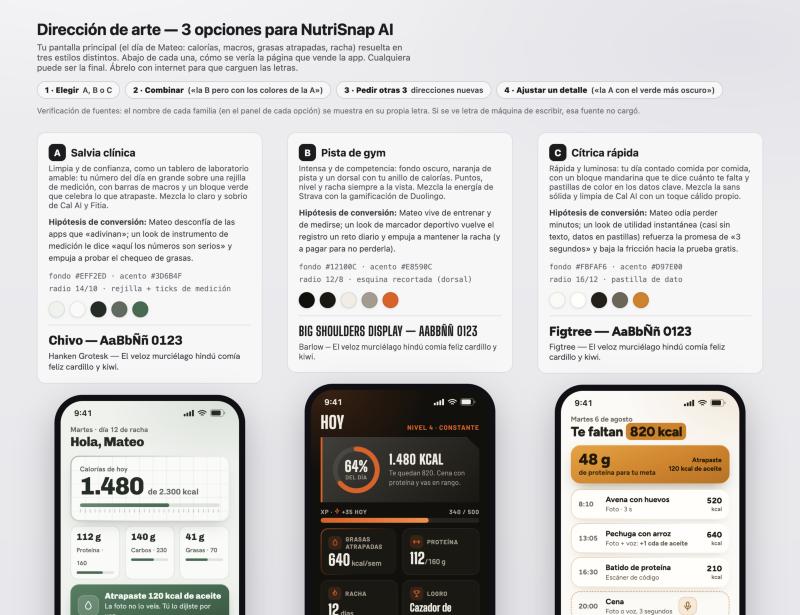 Dirección de arte — 3 opciones para NutriSnap AI
Tu pantalla principal (el día de Mateo: calorías, macros, grasas atrapadas, racha) resuelta en
tres estilos distintos. Abajo de cada una, cómo se vería la página que vende la app. Cualquiera
puede ser la final. Ábrelo con internet para que carguen las letras.
1 · Elegir A, B o C
2 · Combinar («la B pero con los colores de la A»)
3 · Pedir otras 3 direcciones nuevas
4 · Ajustar un detalle («la A con el verde más oscuro»)
Verificación de fuentes: el nombre de cada familia (en el panel de cada opción) se muestra en su propia letra. Si se ve letra de máquina de escribir, esa fuente no cargó.
A Salvia clínica
Limpia y de confianza, como un tablero de laboratorio
amable: tu número del día en grande sobre una rejilla
de medición, con barras de macros y un bloque verde
que celebra lo que atrapaste. Mezcla lo claro y sobrio
de Cal AI y Fitia.
Hipótesis de conversión: Mateo desconfía de las
apps que «adivinan»; un look de instrumento de
medición le dice «aquí los números son serios» y
empuja a probar el chequeo de grasas.
fondo #EFF2ED · acento #3D6B4F
radio 14/10 · rejilla + ticks de medición
Chivo — AaBbÑñ 0123
Hanken Grotesk — El veloz murciélago hindú comía
feliz cardillo y kiwi.
9:41
Martes · día 12 de racha
Hola, Mateo
Calorías de hoy
1.480 de 2.300 kcal
112 g
Proteína ·
160
140 g
Carbos · 230
41 g
Grasas · 70
Atrapaste 120 kcal de aceite
La foto no lo veía. Tú lo dijiste por
B Pista de gym
Intensa y de competencia: fondo oscuro, naranja de
pista y un dorsal con tu anillo de calorías. Puntos,
nivel y racha siempre a la vista. Mezcla la energía de
Strava con la gamificación de Duolingo.
Hipótesis de conversión: Mateo vive de entrenar y
de medirse; un look de marcador deportivo vuelve el
registro un reto diario y empuja a mantener la racha (y
a pagar para no perderla).
fondo #12100C · acento #E8590C
radio 12/8 · esquina recortada (dorsal)
BIG SHOULDERS DISPLAY — AABBÑÑ 0123
Barlow — El veloz murciélago hindú comía feliz cardillo y
kiwi.
9:41
HOY
NIVEL 4 · CONSTANTE
64%
DEL DÍA
1.480 KCAL
Te quedan 820. Cena con
proteína y vas en rango.
XP · +35 HOY
340 / 500
GRASAS
ATRAPADAS
640 kcal/sem
PROTEÍNA
112/160 g
RACHA
12 días
LOGRO
Cazador de
C Cítrica rápida
Rápida y luminosa: tu día contado comida por comida,
con un bloque mandarina que te dice cuánto te falta y
pastillas de color en los datos clave. Mezcla la sans
sólida y limpia de Cal AI con un toque cálido propio.
Hipótesis de conversión: Mateo odia perder
minutos; un look de utilidad instantánea (casi sin
texto, datos en pastillas) refuerza la promesa de «3
segundos» y baja la fricción hacia la prueba gratis.
fondo #FBFAF6 · acento #D97E00
radio 16/12 · pastilla de dato
Figtree — AaBbÑñ 0123
Figtree — El veloz murciélago hindú comía feliz
cardillo y kiwi.
9:41
Martes 6 de agosto
Te faltan 820 kcal
48 g
de proteína para tu meta
Atrapaste
120 kcal de aceite
8:10
Avena con huevos
Foto · 3 s
520
kcal
13:05
Pechuga con arroz
Foto + voz: +1 cda de aceite
640
kcal
16:30
Batido de proteína
Escáner de código
210
kcal
20:00
Cena
Foto o voz, 3 segundos